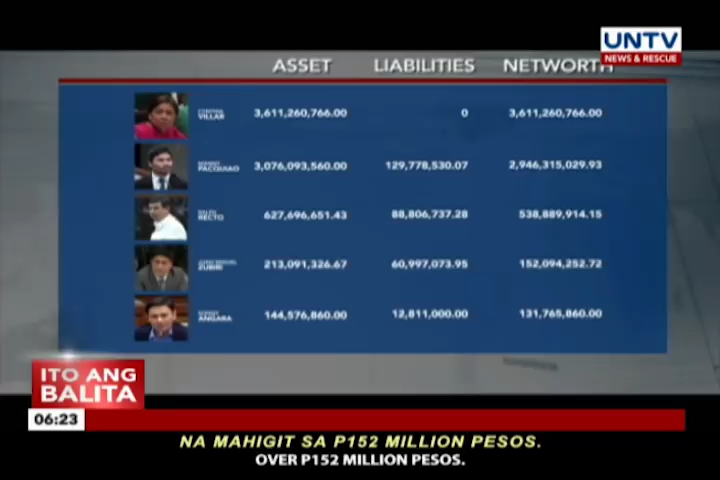 UNTV
NEWS & RESCUE
ASSET LIABILITIES NETWORTH
VILLAR 3,611,260,766.00 0 3,611,260,766.00
PACQUIAO 3,076,093,560.00 129,778,530.07 2,946,315,029.93
RECTO 627,696,651.43 88,806,737.28 538,889,914.15
ZUBIRI 213,091,326.67 60,997,073.95 152,094,252.72
ANGARA 144,576,860.00 12,811,000.00 131,765,860.00
ITO ANG
BALITA
06:23
NA MAHIGIT SA P152 MILLION PESOS.
OVER P152 MILLION PESOS.